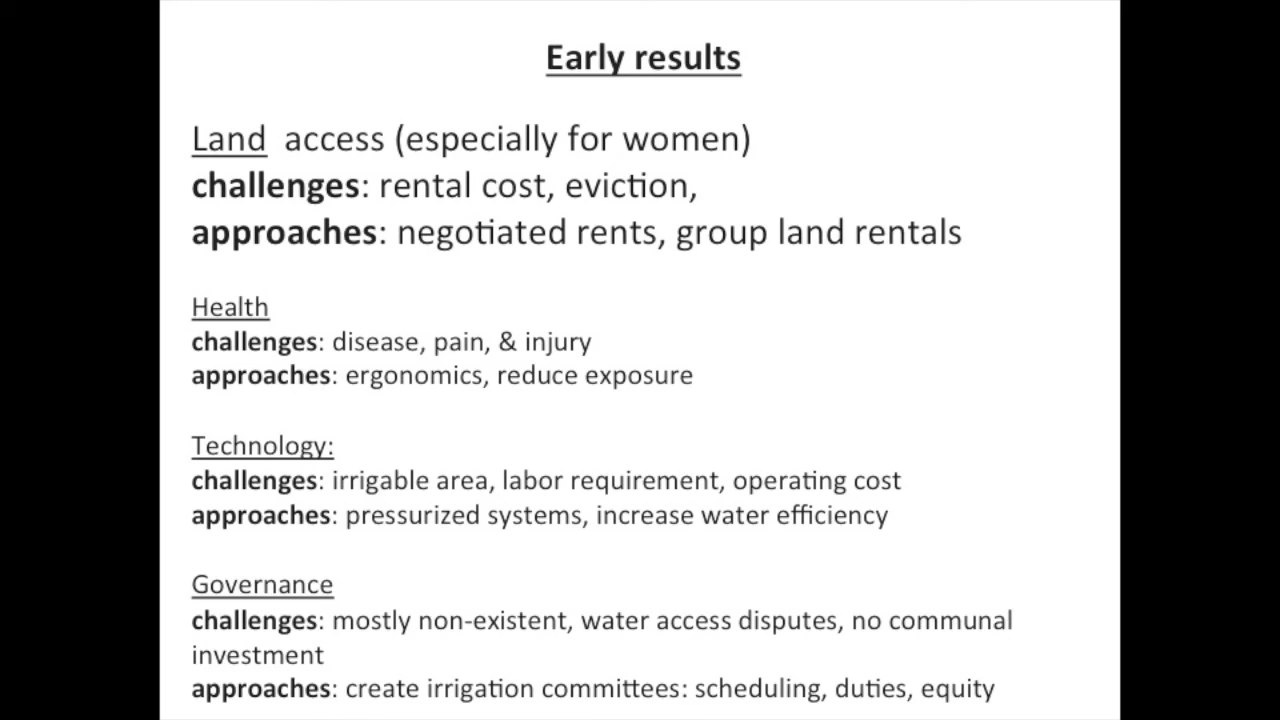 Early results
Land access (especially for women)
challenges: rental cost, eviction,
approaches: negotiated rents, group land rentals
Health
challenges: disease, pain, & injury
approaches: ergonomics, reduce exposure
Technology:
challenges: irrigable area, labor requirement, operating cost
approaches: pressurized systems, increase water efficiency
Governance
challenges: mostly non-existent, water access disputes, no communal
investment
approaches: create irrigation committees: scheduling, duties, equity